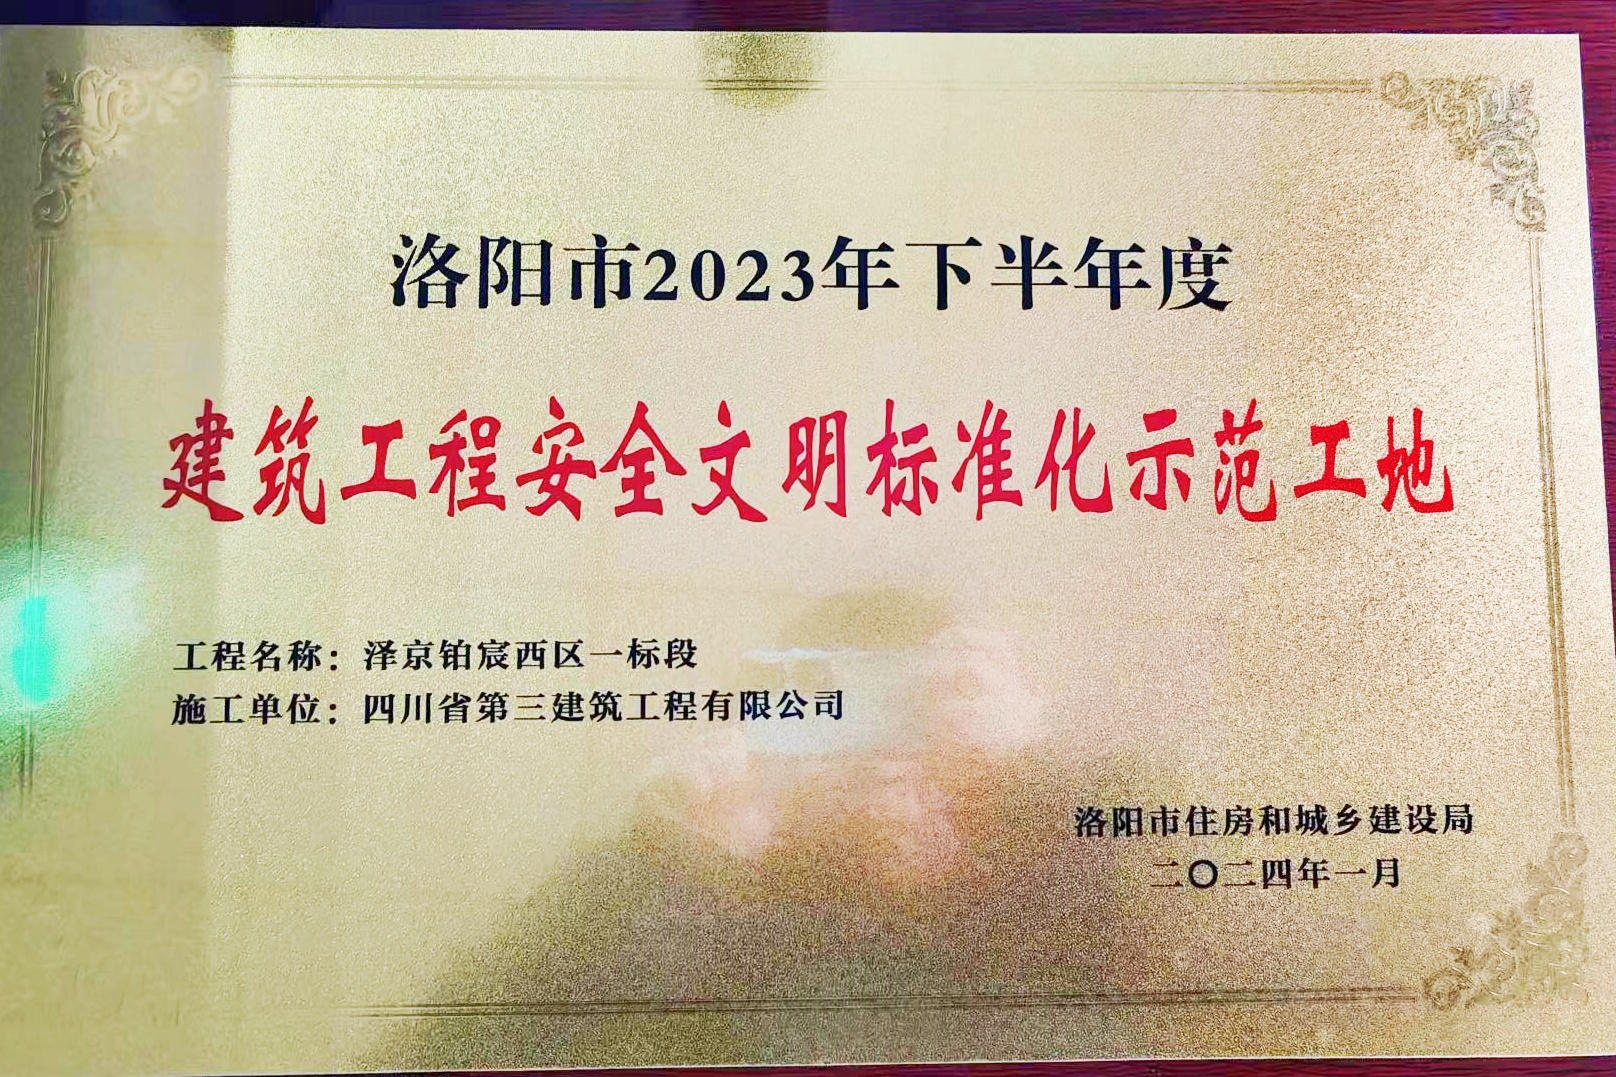 洛阳市2023年下半年度
建筑工程安全文明标准化示范工地
工程名称：泽京铂宸西区一标段
施工单位：四川省第三建筑工程有限公司
洛阳市住房和城乡建设局
二〇二四年一月